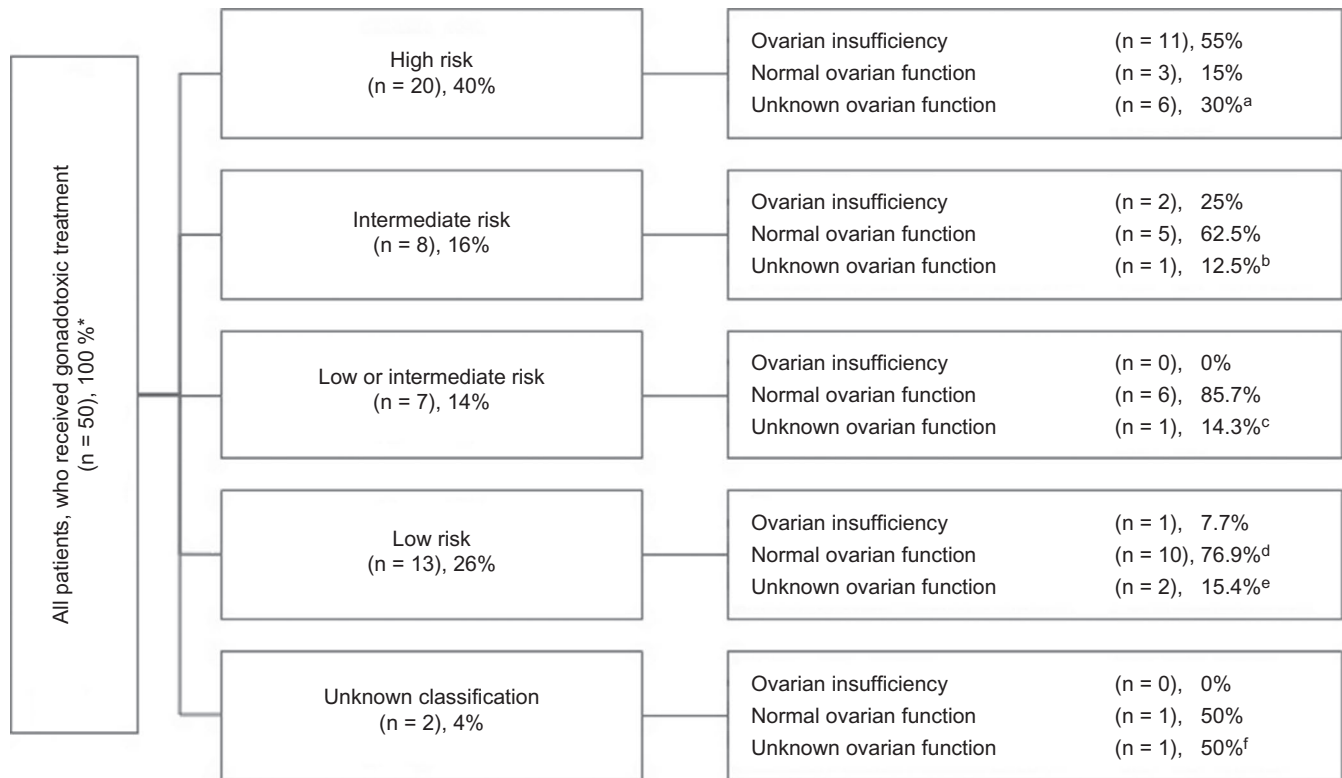 All patients, who received gonadotoxic treatment
(n = 50), 100 %*
High risk
(n = 20), 40%
Ovarian insufficiency (n = 11), 55%
Normal ovarian function (n = 3), 15%
Unknown ovarian function (n = 6), 30%ᵃ
Intermediate risk
(n = 8), 16%
Ovarian insufficiency (n = 2), 25%
Normal ovarian function (n = 5), 62.5%
Unknown ovarian function (n = 1), 12.5%ᵇ
Low or intermediate risk
(n = 7), 14%
Ovarian insufficiency (n = 0), 0%
Normal ovarian function (n = 6), 85.7%
Unknown ovarian function (n = 1), 14.3%ᶜ
Low risk
(n = 13), 26%
Ovarian insufficiency (n = 1), 7.7%
Normal ovarian function (n = 10), 76.9%ᵈ
Unknown ovarian function (n = 2), 15.4%ᵉ
Unknown classification
(n = 2), 4%
Ovarian insufficiency (n = 0), 0%
Normal ovarian function (n = 1), 50%
Unknown ovarian function (n = 1), 50%ᶠ